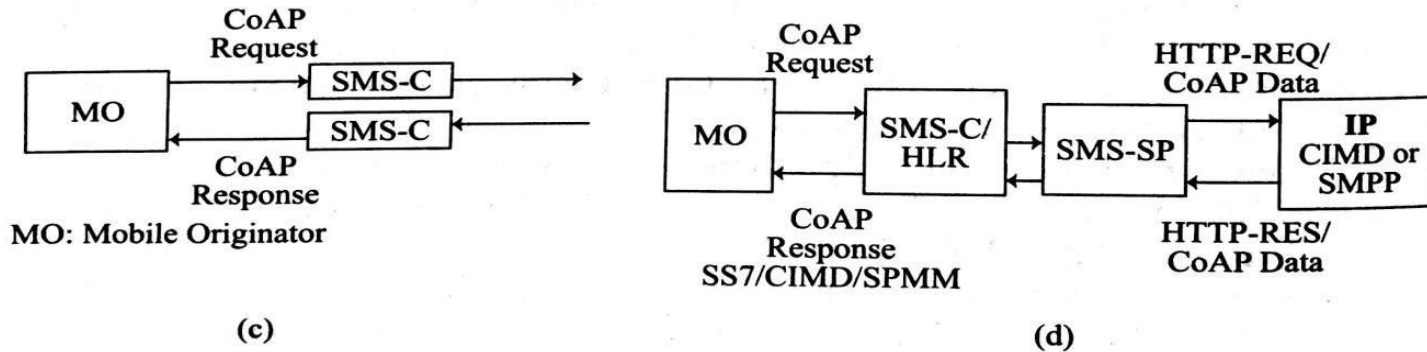 CoAP
Request
MO
SMS-C
SMS-C
CoAP
Response
MO: Mobile Originator
(c)
CoAP
Request
MO
SMS-C/
HLR
SMS-SP
HTTP-REQ/
CoAP Data
IP
CIMD or
SMPP
CoAP
Response
SS7/CIMD/SPMM
HTTP-RES/
CoAP Data
(d)